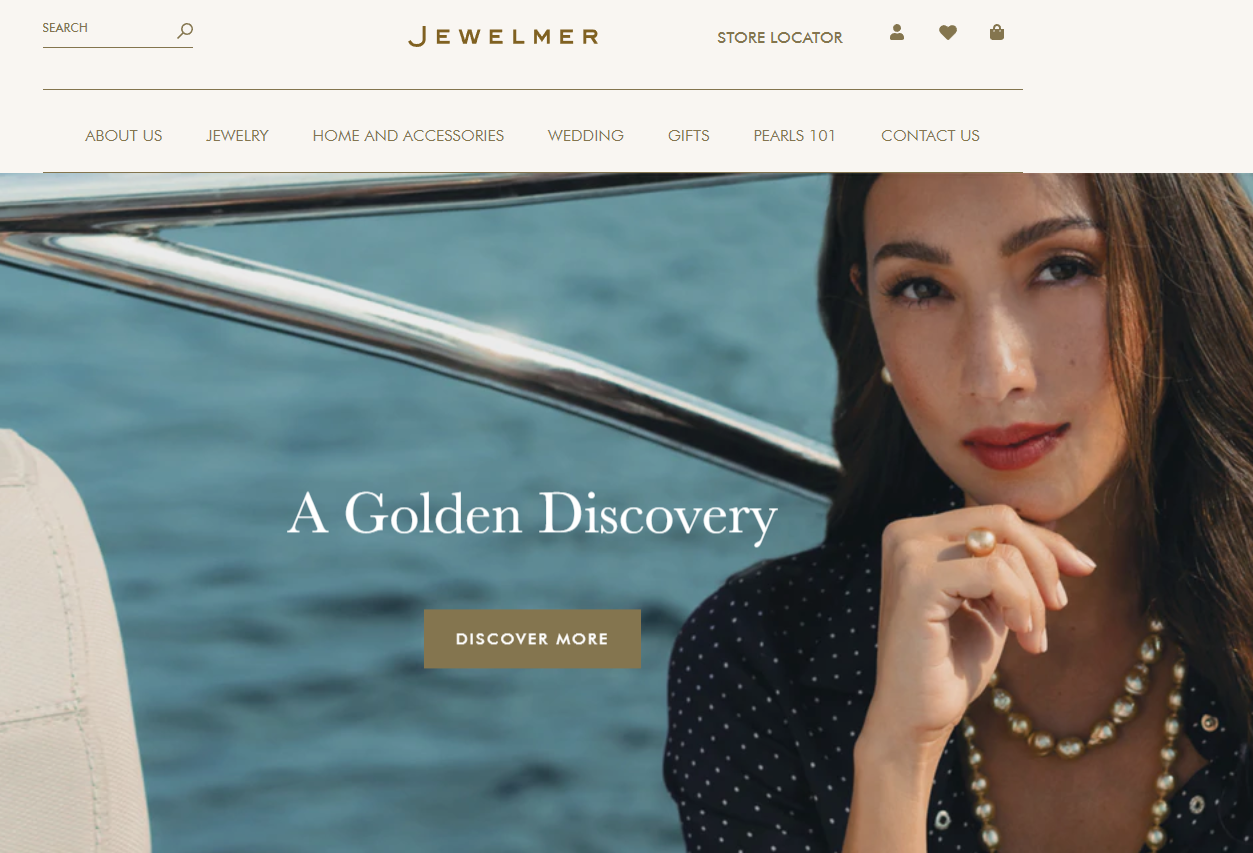 SEARCH
JEWELMER
STORE LOCATOR
ABOUT US JEWELRY HOME AND ACCESSORIES WEDDING GIFTS PEARLS 101 CONTACT US
A Golden Discovery
DISCOVER MORE